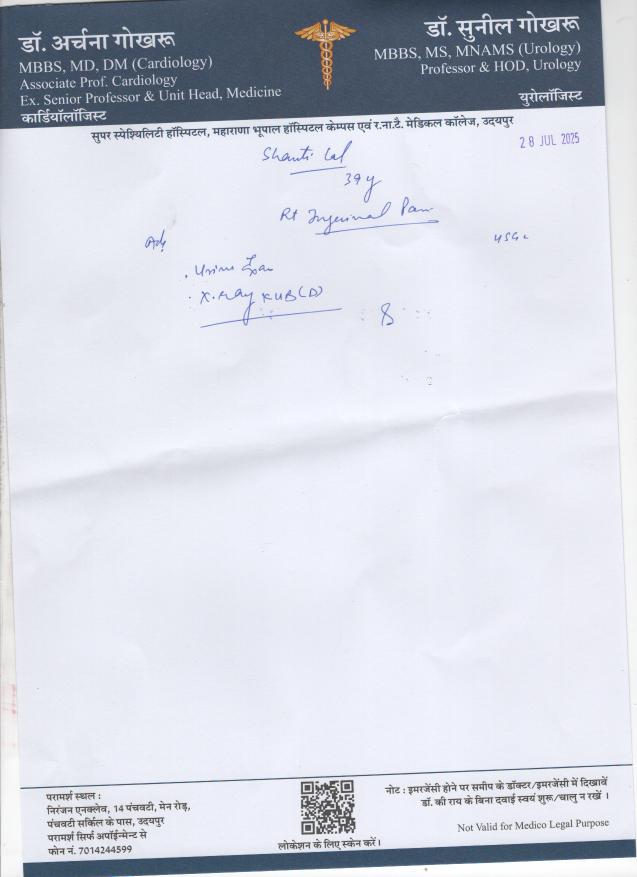 डॉ. अर्चना गोखरू
MBBS, MD, DM (Cardiology)
Associate Prof. Cardiology
Ex. Senior Professor & Unit Head, Medicine
कार्डियॉलॉजिस्ट
डॉ. सुनील गोखरू
MBBS, MS, MNAMS (Urology)
Professor & HOD, Urology
युरोलॉजिस्ट
सुपर स्पेश्यिलिटी हॉस्पिटल, महाराणा भूपाल हॉस्पिटल केम्पस एवं र.ना.टै. मेडिकल कॉलेज, उदयपुर
28 JUL 2025
Shanti Lal
39 y
Rt Inguinal Pain
Adv
USG
. Urine
. X-ray KUB (D)
परामर्श स्थल :
निरंजन एनक्लेव, 14 पंचवटी, मेन रोड़,
पंचवटी सर्किल के पास, उदयपुर
परामर्श सिर्फ अपॉईन्मेन्ट से
फोन नं. 7014244599
लोकेशन के लिए स्केन करें।
नोट : इमरजेंसी होने पर समीप के डॉक्टर/इमरजेंसी में दिखावें
डॉ. की राय के बिना दवाई स्वयं शुरू/चालु न रखें ।
Not Valid for Medico Legal Purpose